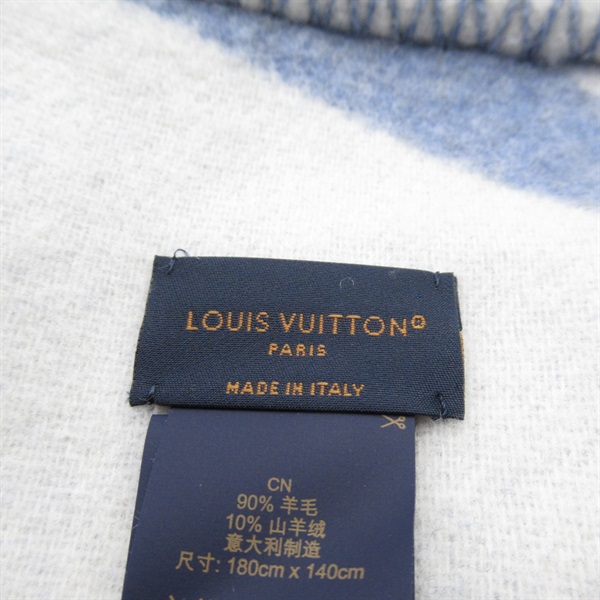 LOUIS VUITTON®
PARIS
MADE IN ITALY
CN
90% 羊毛
10% 山羊绒
意大利制造
尺寸: 180cm x 140cm